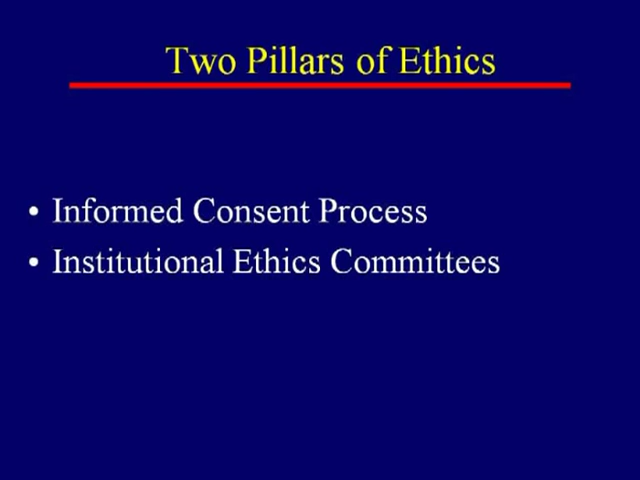 Two Pillars of Ethics
• Informed Consent Process
• Institutional Ethics Committees